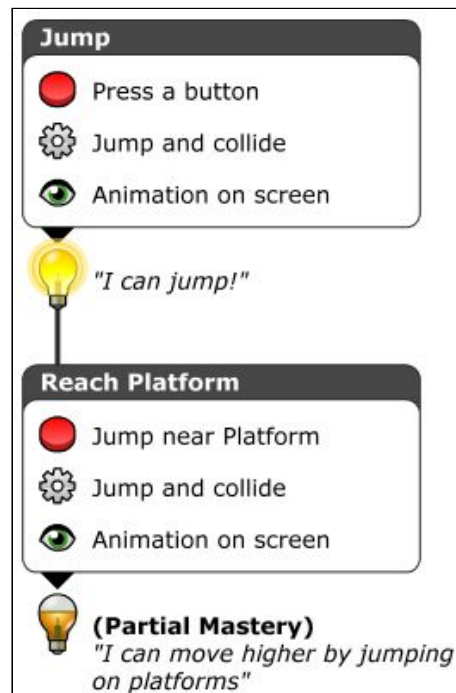 Jump
Press a button
Jump and collide
Animation on screen
"I can jump!"
Reach Platform
Jump near Platform
Jump and collide
Animation on screen
(Partial Mastery)
"I can move higher by jumping
on platforms"